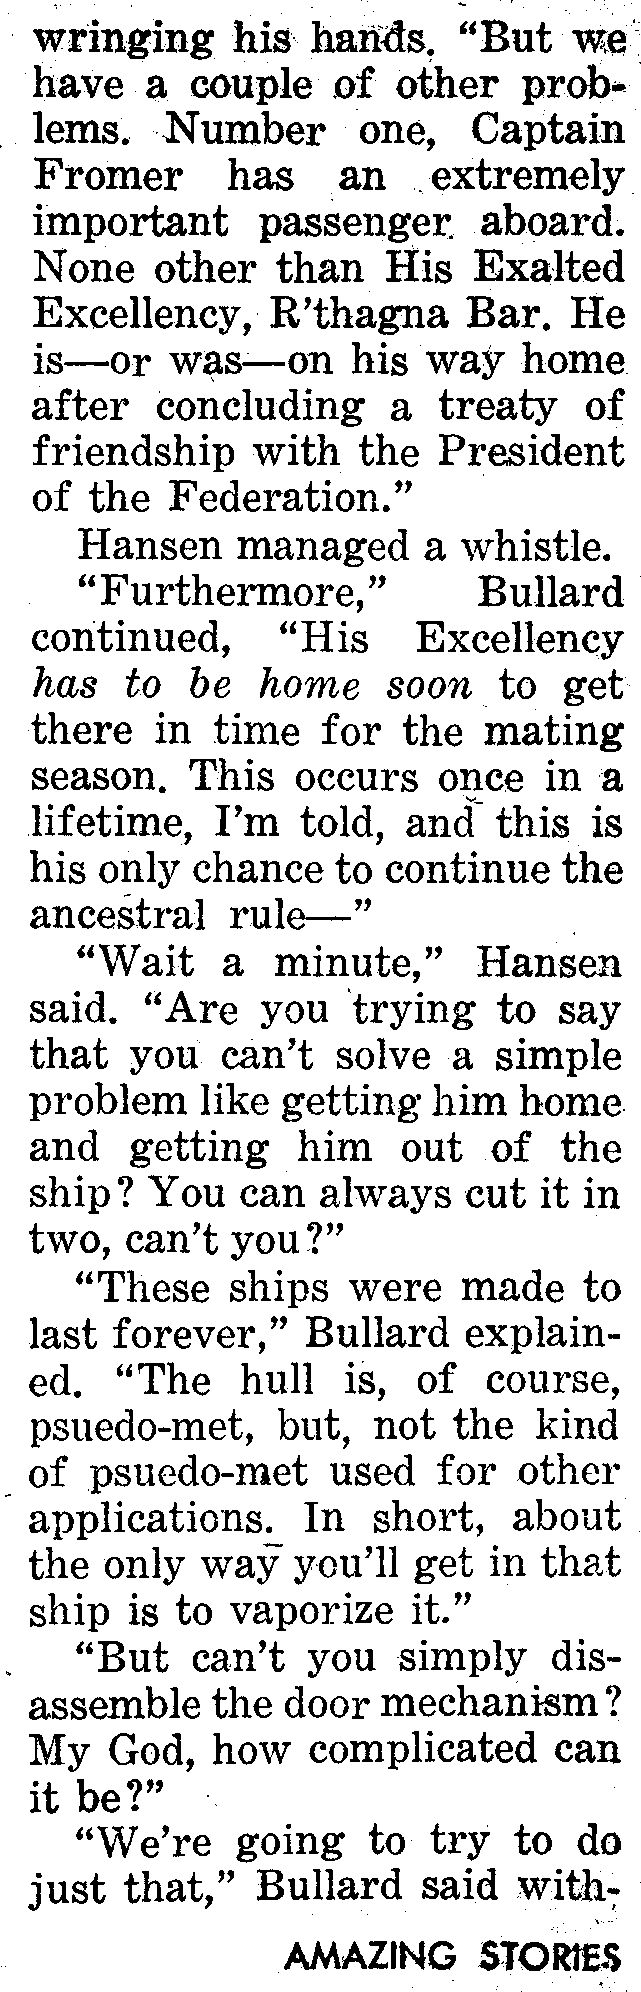 wringing his hands. “But we
have a couple of other prob-
lems. Number one, Captain
Fromer has an extremely
important passenger aboard.
None other than His Exalted
Excellency, R’thagna Bar. He
is—or was—on his way home
after concluding a treaty of
friendship with the President
of the Federation.”
Hansen managed a whistle.
“Furthermore,” Bullard
continued, “His Excellency
has to be home soon to get
there in time for the mating
season. This occurs once in a
lifetime, I’m told, and this is
his only chance to continue the
ancestral rule—”
“Wait a minute,” Hansen
said. “Are you trying to say
that you can’t solve a simple
problem like getting him home
and getting him out of the
ship? You can always cut it in
two, can’t you?”
“These ships were made to
last forever,” Bullard explain-
ed. “The hull is, of course,
psuedo-met, but, not the kind
of psuedo-met used for other
applications. In short, about
the only way you’ll get in that
ship is to vaporize it.”
“But can’t you simply dis-
assemble the door mechanism?
My God, how complicated can
it be?”
“We’re going to try to do
just that,” Bullard said with-
AMAZING STORIES